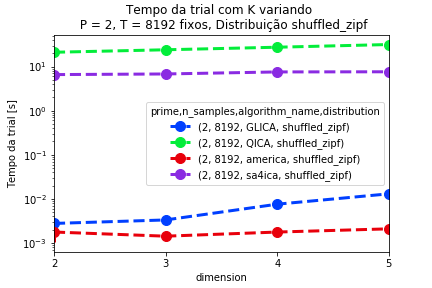 Tempo da trial com K variando
P = 2, T = 8192 fixos, Distribuição shuffled_zipf
Tempo da trial [s]
10¹
10⁰
10⁻¹
10⁻²
10⁻³
prime,n_samples,algorithm_name,distribution
(2, 8192, GLICA, shuffled_zipf)
(2, 8192, QICA, shuffled_zipf)
(2, 8192, america, shuffled_zipf)
(2, 8192, sa4ica, shuffled_zipf)
2 3 4 5
dimension